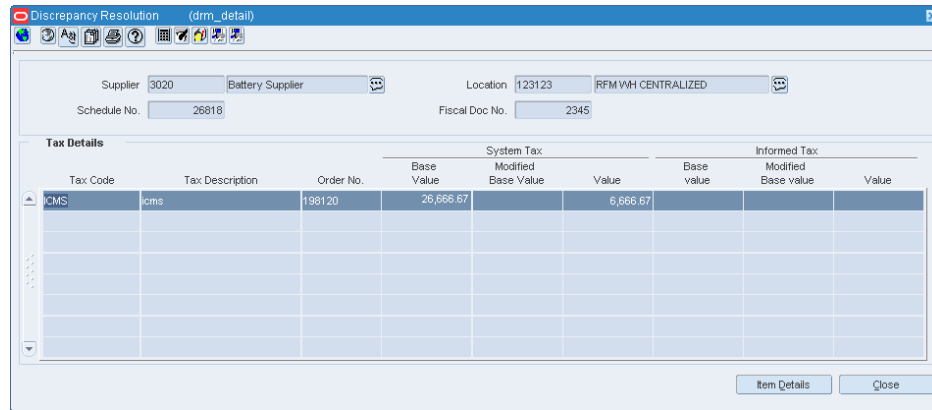 Discrepancy Resolution (drm_detail)
Supplier 3020 Battery Supplier Location 123123 RFM WH CENTRALIZED
Schedule No. 26818 Fiscal Doc No. 2345
Tax Details
System Tax Informed Tax
Base Modified Base Modified
Tax Code Tax Description Order No. Value Base Value Value value Base value Value
ICMS icms 198120 26,666.67 6,666.67
Item Details Close